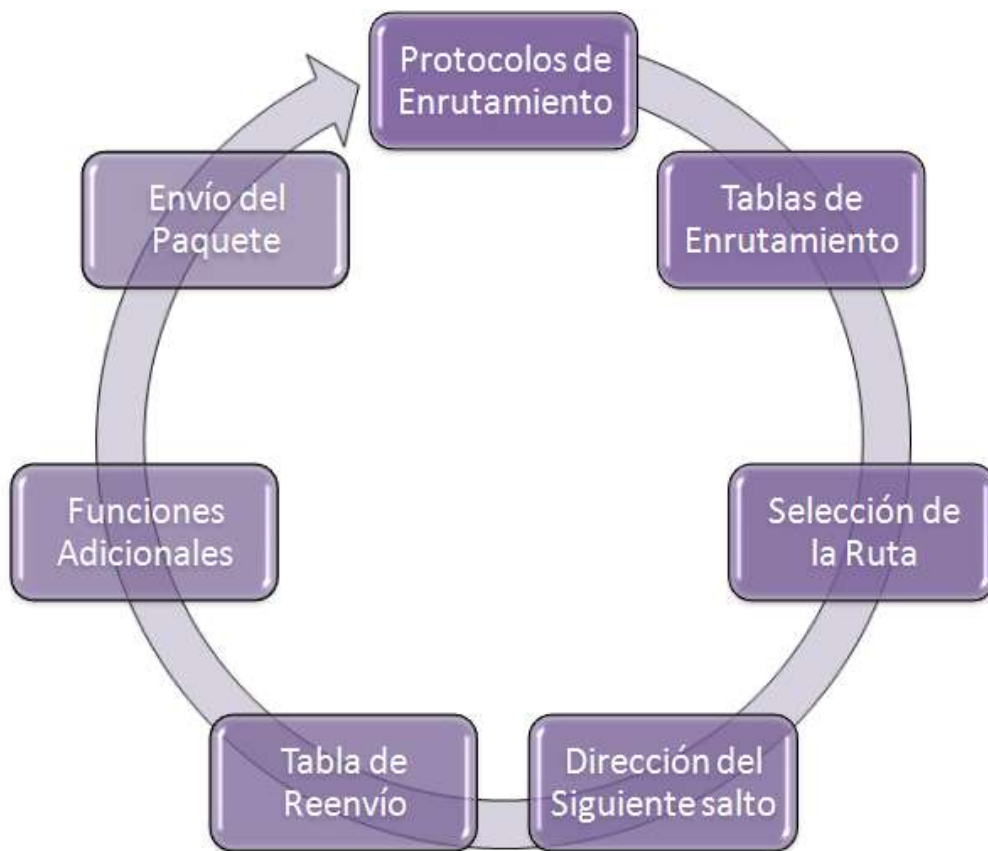 Protocolos de
Enrutamiento
Tablas de
Enrutamiento
Selección de
la Ruta
Dirección del
Siguiente salto
Tabla de
Reenvío
Funciones
Adicionales
Envío del
Paquete